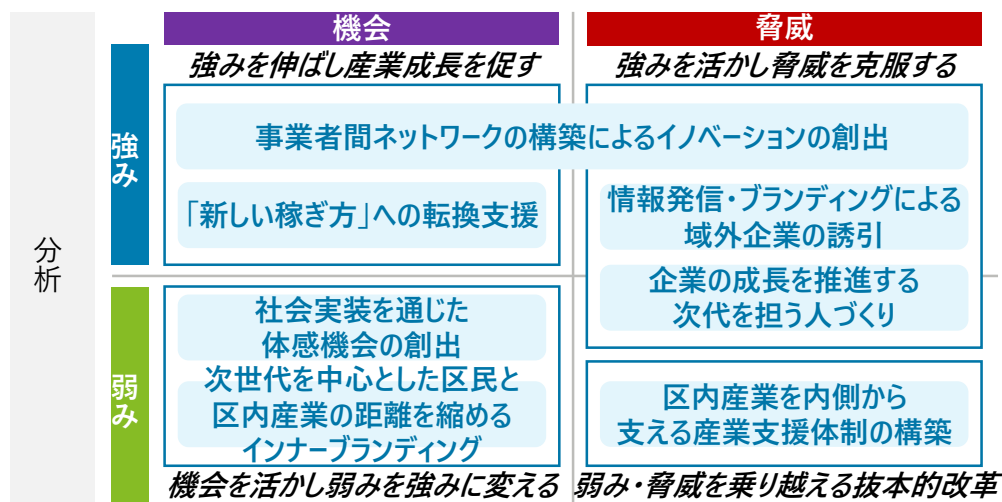 機会
脅威
強みを伸ばし産業成長を促す
強みを活かし脅威を克服する
分析
強み
事業者間ネットワークの構築によるイノベーションの創出
「新しい稼ぎ方」への転換支援
情報発信・ブランディングによる
域外企業の誘引
企業の成長を推進する
次代を担う人づくり
弱み
社会実装を通じた
体感機会の創出
次世代を中心とした区民と
区内産業の距離を縮める
インナーブランディング
区内産業を内側から
支える産業支援体制の構築
機会を活かし弱みを強みに変える
弱み・脅威を乗り越える抜本的改革